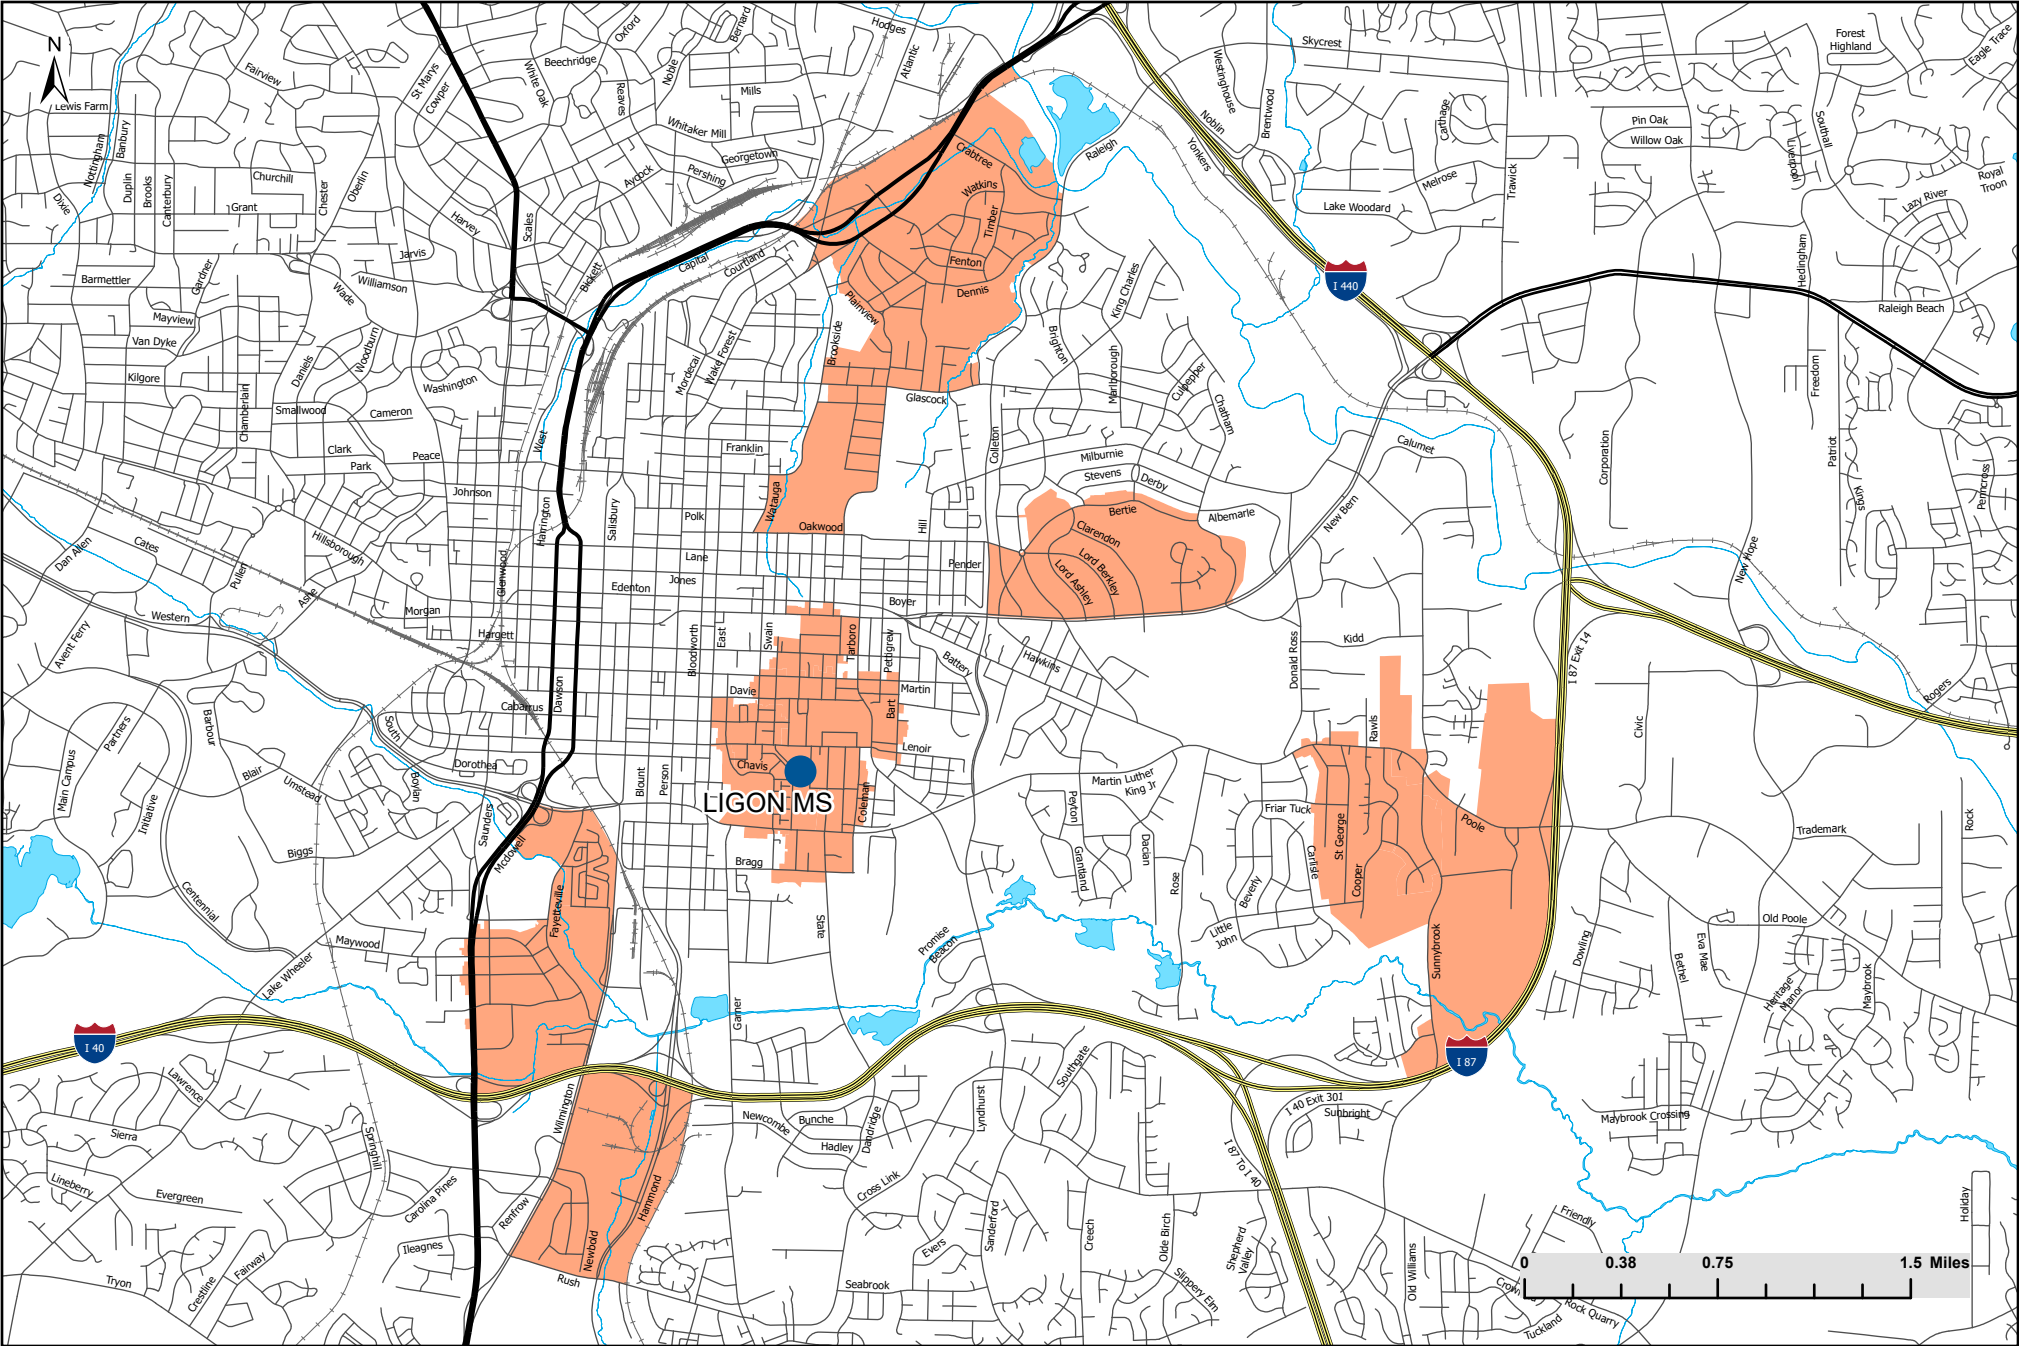 Hodges
Oxford
Bernard
Skycrest
Forest
Highland
Eagle Trace
N
Beechridge
Noble
Atlantic
Westinghouse
Fairview
St Marys
Cowper
White Oak
Reaves
Mills
Brentwood
Lewis Farm
Noblin
Carthage
Pin Oak
Willow Oak
Southall
Liverpool
Nottingham
Banbury
Whitaker Mill
Georgetown
Crabtree
Raleigh
Yonkers
Dixie
Duplin
Brooks
Canterbury
Churchill
Chester
Oberlin
Aycock
Pershing
Watkins
Melrose
Trawick
Royal
Troon
Grant
Harvey
Scales
Timber
Lake Woodard
Lazy River
Jarvis
Capital
Courtland
Fenton
Hedingham
Barmettler
Gardner
Wade
Williamson
Bickett
Dennis
King Charles
I 440
Raleigh Beach
Mayview
Van Dyke
Woodburn
Plainview
Brookside
Brighton
Kilgore
Daniels
Washington
Mordecai
Wake Forest
Marlborough
Culpepper
Freedom
Chamberlain
Smallwood
Cameron
Glascock
Chatham
Clark
Park
Peace
West
Franklin
Colleton
Milburnie
Calumet
Corporation
Patriot
Johnson
Stevens
Derby
Kings
Penncross
Harrington
Salisbury
Polk
Watauga
Oakwood
Hill
Bertie
Albemarle
New Bern
Dan Allen
Cates
Hillsborough
Clarendon
Pullen
Glenwood
Lane
Jones
Pender
Lord Berkley
Lord Ashley
New Hope
Ashe
Edenton
Western
Morgan
Boyer
Avent Ferry
Hargett
Bloodworth
East
Swain
Tarboro
Pettigrew
Battery
Hawkins
Donald Ross
Kidd
I 87 Exit 14
Rogers
Partners
Barbour
South
Cabarrus
Dawson
Davie
Martin
Bart
Rawls
Civic
Main Campus
Blair
Umstead
Boylan
Dorothea
Blount
Person
Chavis
Lenoir
Martin Luther
King Jr
LIGON MS
Coleman
Initiative
Saunders
Peyton
Friar Tuck
St George
Poole
Trademark
Rock
Biggs
Mcdowell
Bragg
Grantland
Dacian
Rose
Carlisle
Cooper
Centennial
Fayetteville
State
Beverly
Old Poole
Maywood
Promise
Beacon
Little
John
Sunnybrook
Dowling
Bethel
Eva Mae
Lake Wheeler
Garner
Heritage
Manor
Maybrook
I 40
I 87
Lawrence
Southgate
Wilmington
Newcombe
Bunche
Hadley
Dandridge
Lyndhurst
I 40 Exit 301
Sunbright
Maybrook Crossing
Sierra
Springhill
I 87 To I 40
Lineberry
Evergreen
Carolina Pines
Cross Link
Renfrow
Hammond
Sanderford
Creech
Olde Birch
Shepherd
Valley
Friendly
Holiday
Ileagnes
Newbold
Evers
Old Williams
Tryon
Crestline
Fairway
Rush
Seabrook
Slippery Elm
0 0.38 0.75 1.5 Miles
Rock Quarry
Tuckland